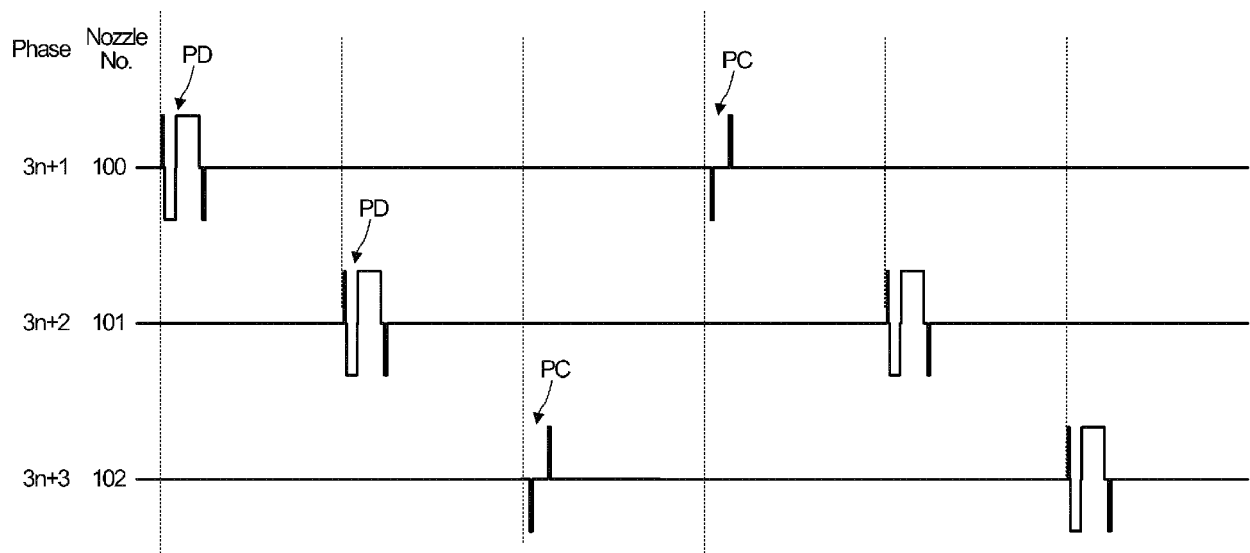 Phase Nozzle No.
PD
PC
3n+1 100
PD
3n+2 101
PC
3n+3 102